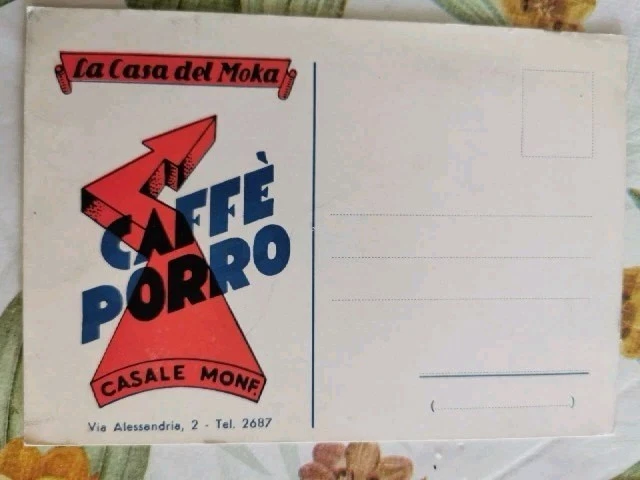 La Casa del Moka
CAFFÈ
PORRO
CASALE MONF.
Via Alessandria, 2 - Tel. 2687
( )